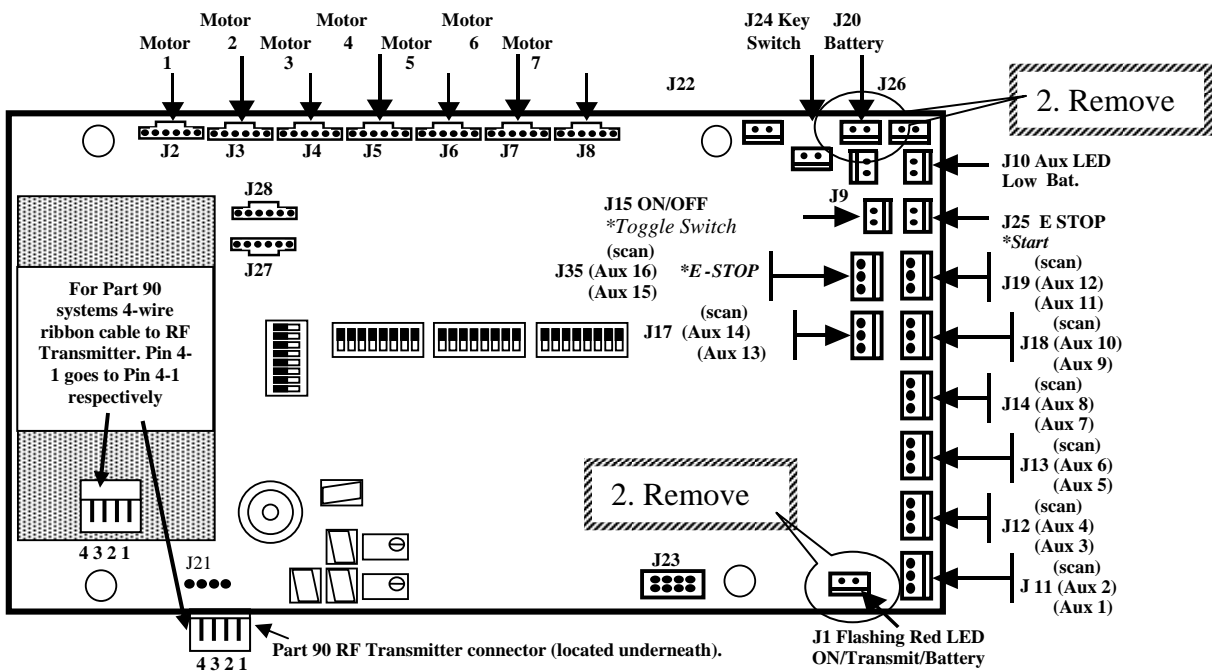 Motor 1
Motor 2
Motor 3
Motor 4
Motor 5
Motor 6
Motor 7
J22
J24 Key Switch
J20 Battery
J26
2. Remove
J2
J3
J4
J5
J6
J7
J8
J10 Aux LED
Low Bat.
J28
J27
J15 ON/OFF
*Toggle Switch
J9
J25 E STOP
*Start
(scan)
J35 (Aux 16)
(Aux 15)
*E-STOP
(scan)
J19 (Aux 12)
(Aux 11)
(scan)
J17 (Aux 14)
(Aux 13)
(scan)
J18 (Aux 10)
(Aux 9)
For Part 90
systems 4-wire
ribbon cable to RF
Transmitter. Pin 4-
1 goes to Pin 4-1
respectively
(scan)
J14 (Aux 8)
(Aux 7)
(scan)
J13 (Aux 6)
(Aux 5)
2. Remove
(scan)
J12 (Aux 4)
(Aux 3)
4 3 2 1
J21
J23
(scan)
J 11 (Aux 2)
(Aux 1)
J1 Flashing Red LED
ON/Transmit/Battery
Part 90 RF Transmitter connector (located underneath).
4 3 2 1